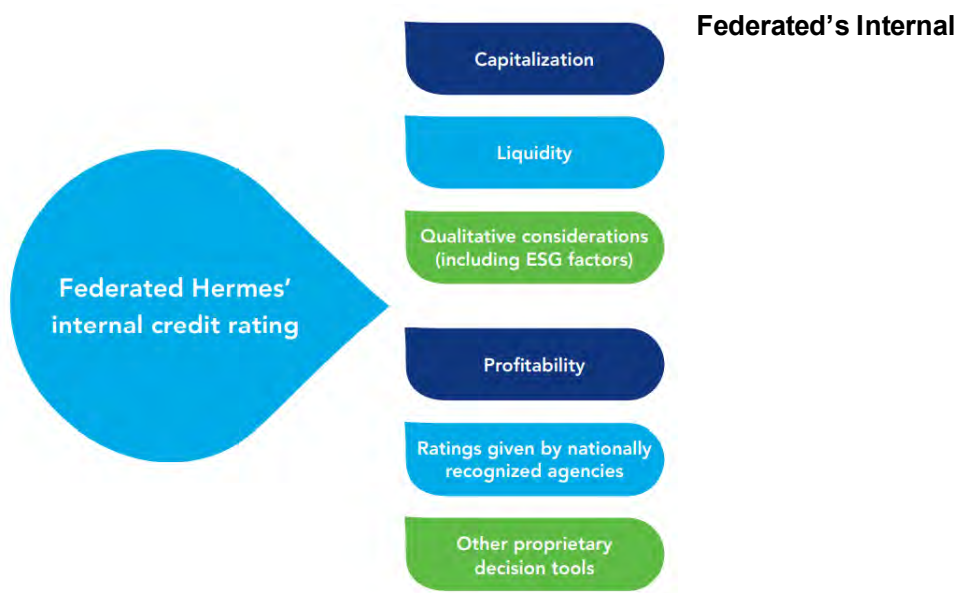 Federated’s Internal
Capitalization
Liquidity
Qualitative considerations
(including ESG factors)
Federated Hermes’
internal credit rating
Profitability
Ratings given by nationally
recognized agencies
Other proprietary
decision tools